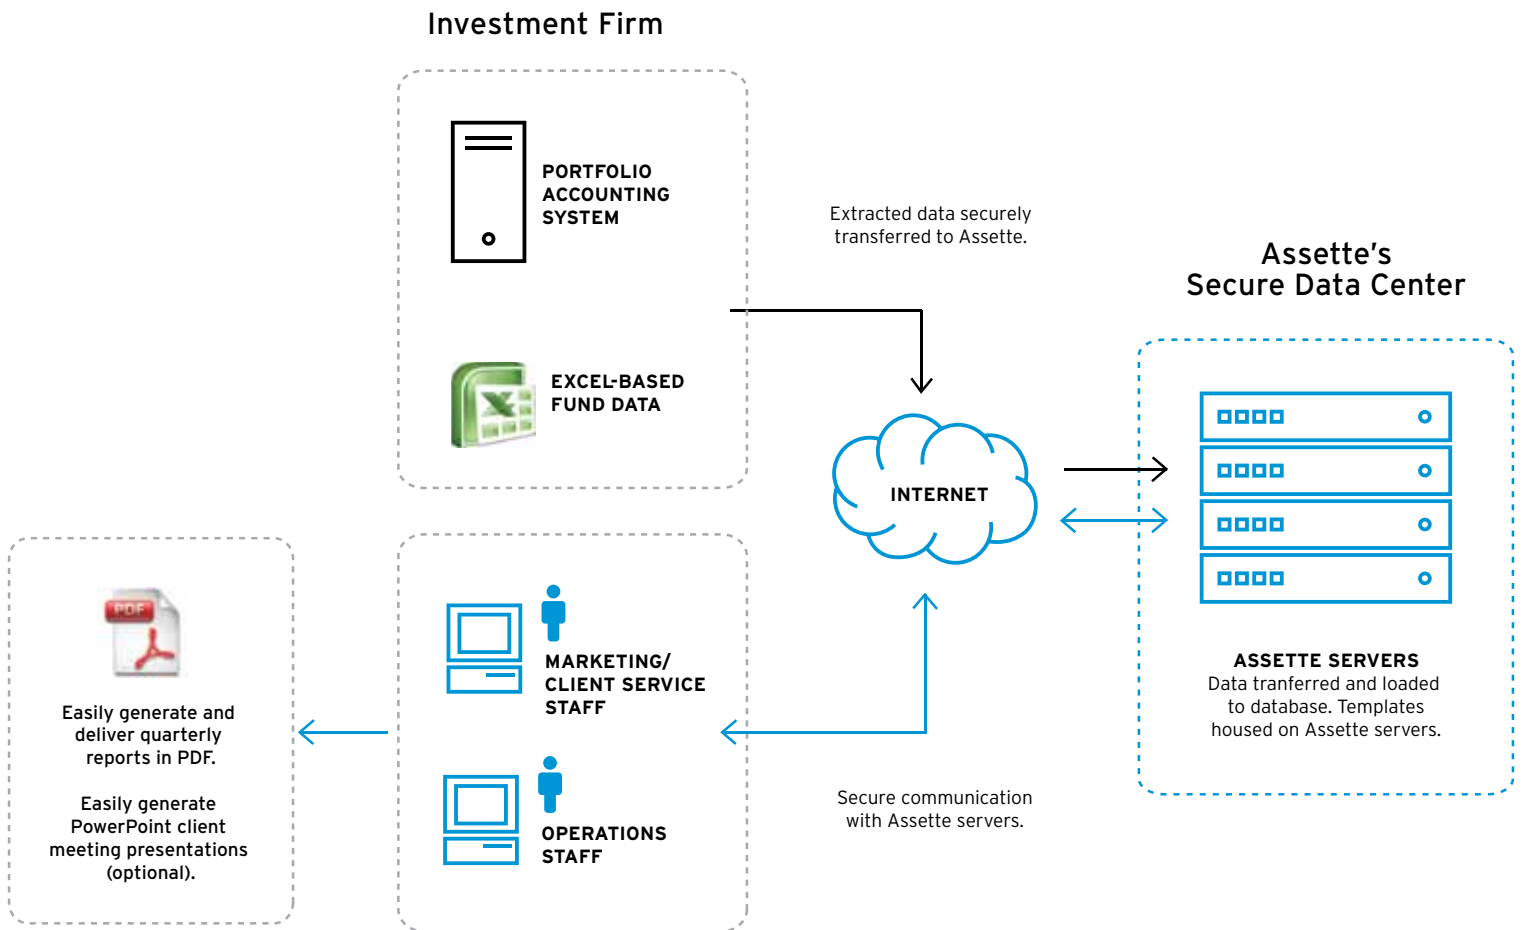 Investment Firm
PORTFOLIO
ACCOUNTING
SYSTEM
EXCEL-BASED
FUND DATA
Extracted data securely
transferred to Assette.
Assette's
Secure Data Center
INTERNET
ASSETTE SERVERS
Data tranferred and loaded
to database. Templates
housed on Assette servers.
MARKETING/
CLIENT SERVICE
STAFF
OPERATIONS
STAFF
Secure communication
with Assette servers.
PDF
Easily generate and
deliver quarterly
reports in PDF.
Easily generate
PowerPoint client
meeting presentations
(optional).